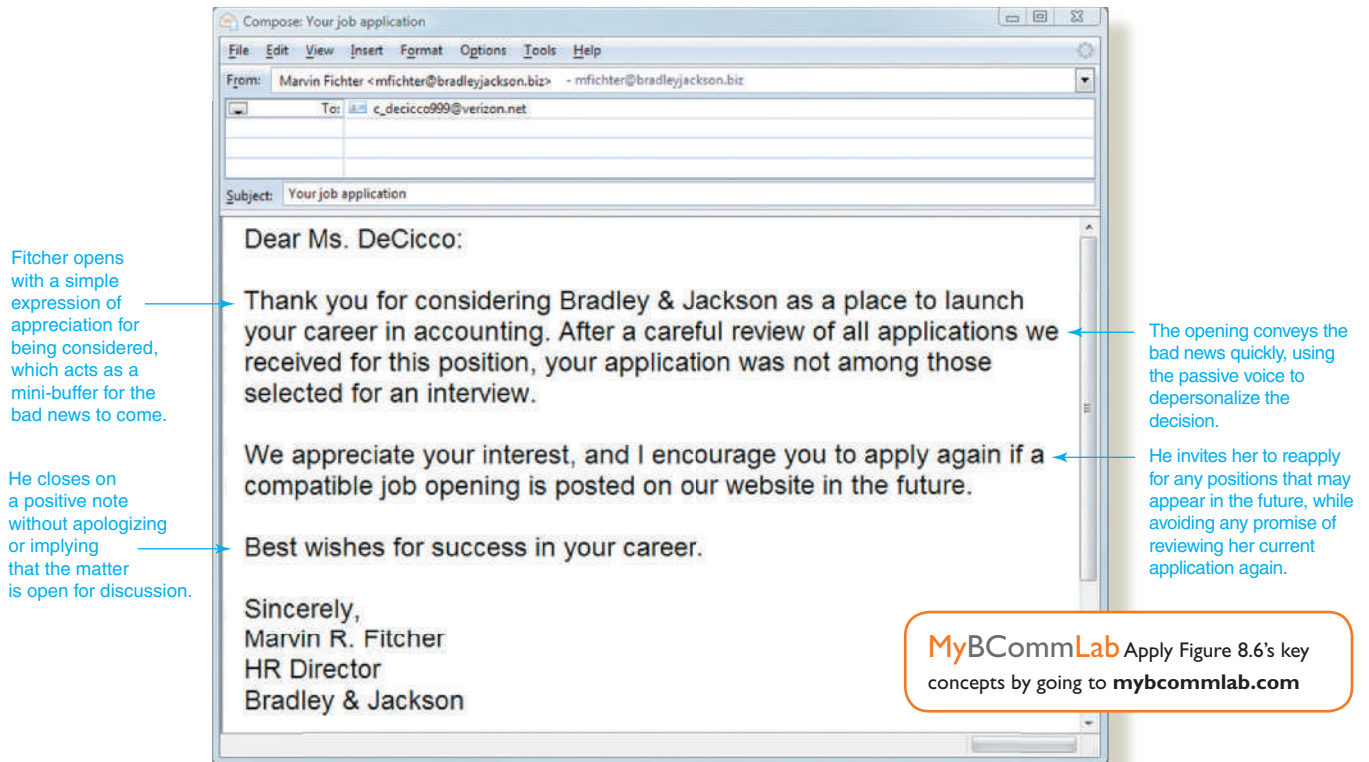 Compose: Your job application
File Edit View Insert Format Options Tools Help
From: Marvin Fichter <mfichter@bradleyjackson.biz> - mfichter@bradleyjackson.biz
To: c_decicco999@verizon.net
Subject: Your job application
Dear Ms. DeCicco:
Thank you for considering Bradley & Jackson as a place to launch
your career in accounting. After a careful review of all applications we
received for this position, your application was not among those
selected for an interview.
We appreciate your interest, and I encourage you to apply again if a
compatible job opening is posted on our website in the future.
Best wishes for success in your career.
Sincerely,
Marvin R. Fitcher
HR Director
Bradley & Jackson
Fitcher opens
with a simple
expression of
appreciation for
being considered,
which acts as a
mini-buffer for the
bad news to come.
He closes on
a positive note
without apologizing
or implying
that the matter
is open for discussion.
The opening conveys the
bad news quickly, using
the passive voice to
depersonalize the
decision.
He invites her to reapply
for any positions that may
appear in the future, while
avoiding any promise of
reviewing her current
application again.
MyBCommLab Apply Figure 8.6's key
concepts by going to mybcommlab.com